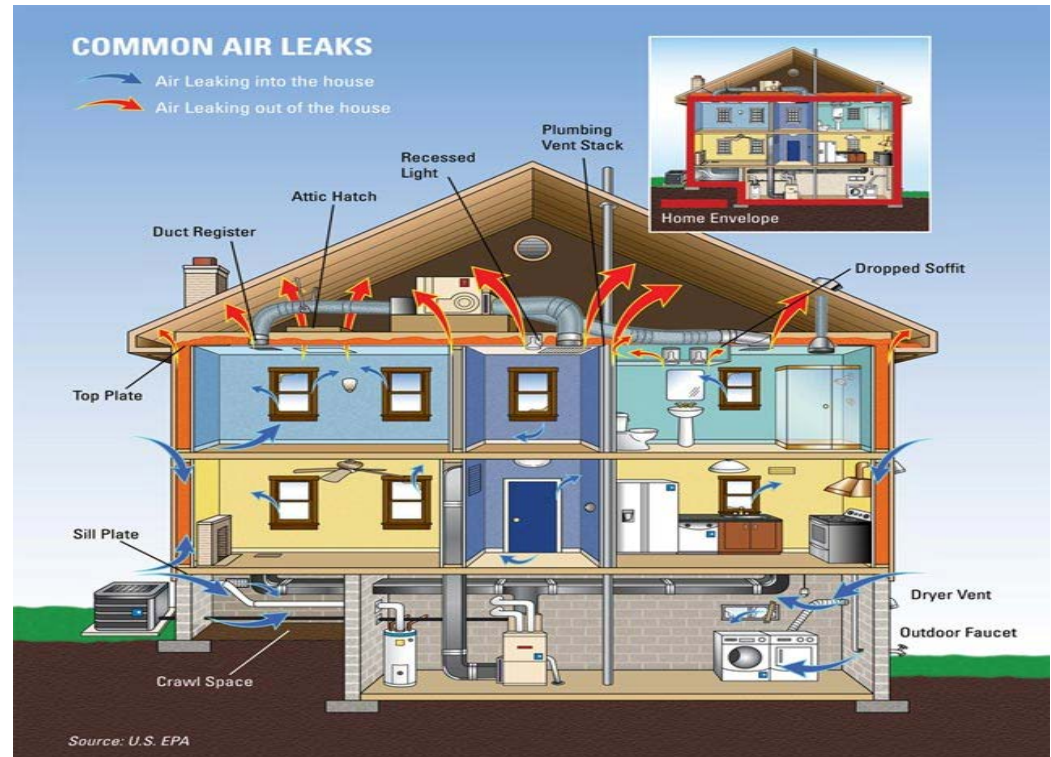 COMMON AIR LEAKS
Air Leaking into the house
Air Leaking out of the house
Home Envelope
Plumbing
Vent Stack
Recessed
Light
Attic Hatch
Duct Register
Dropped Soffit
Top Plate
Sill Plate
Dryer Vent
Outdoor Faucet
Crawl Space
Source: U.S. EPA